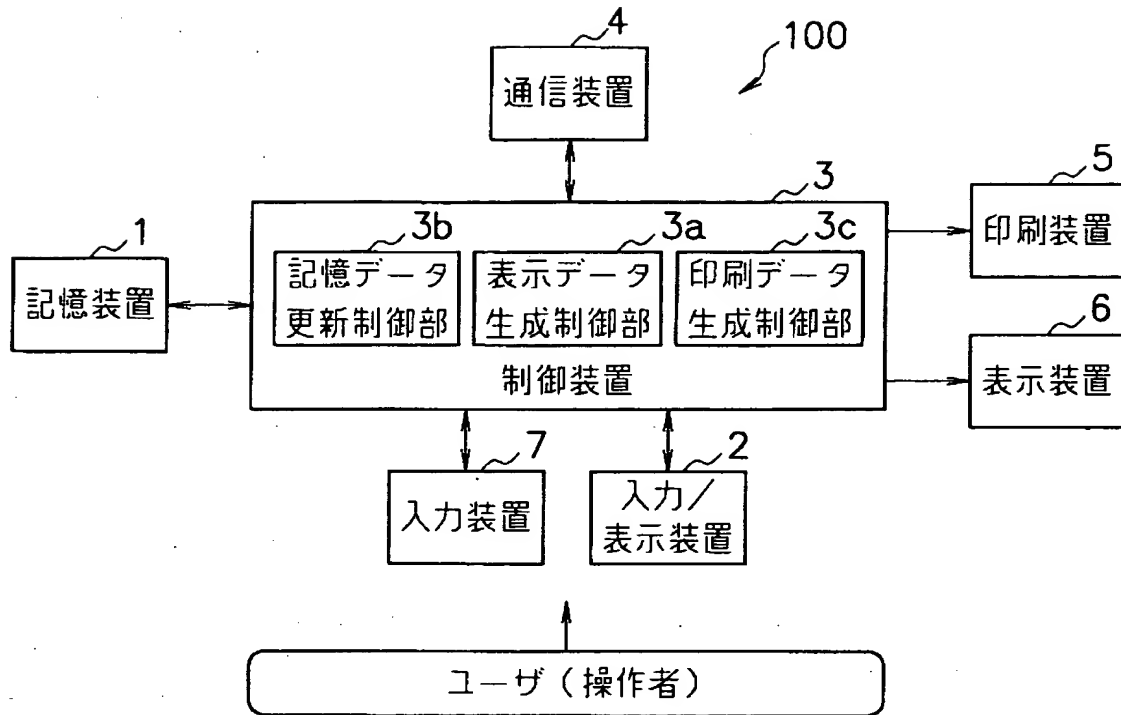 4
100
通信装置
3
5
印刷装置
1
記憶装置
3b
記憶データ
更新制御部
3a
表示データ
生成制御部
3c
印刷データ
生成制御部
制御装置
6
表示装置
7
入力装置
2
入力/
表示装置
ユーザ(操作者)